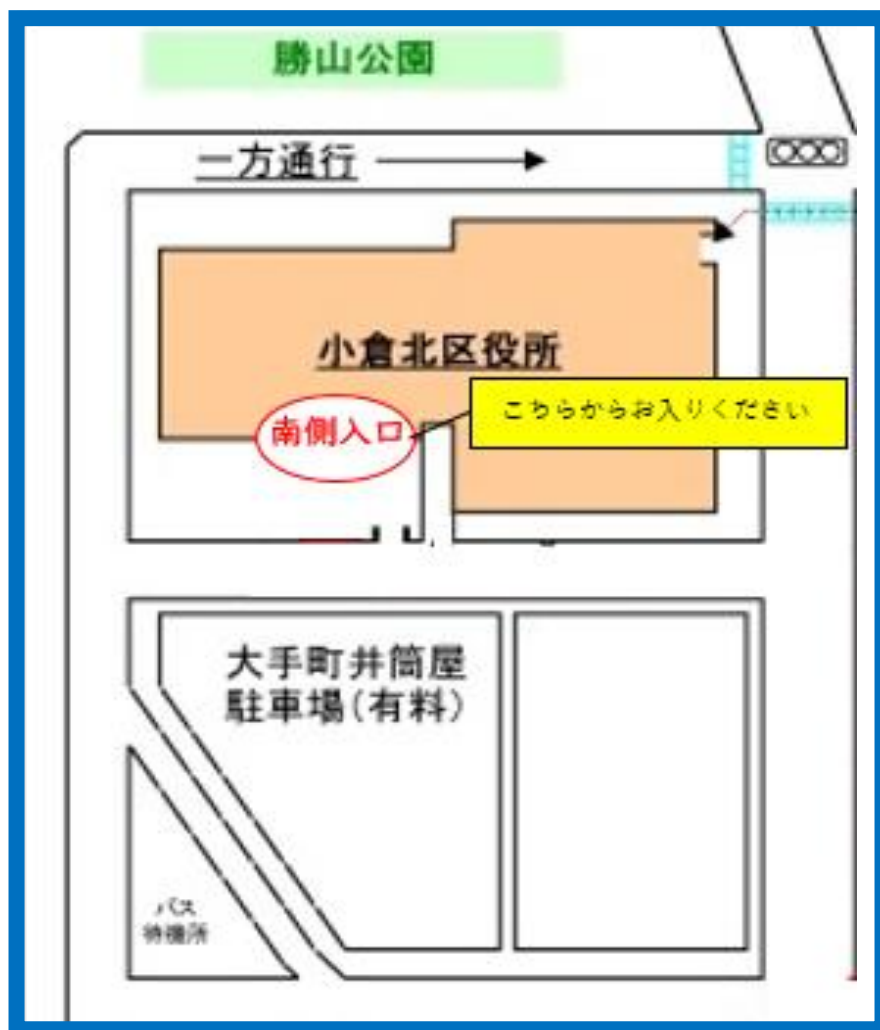 勝山公園
一方通行
小倉北区役所
こちらからお入りください
南側入口
大手町井筒屋
駐車場(有料)
バス
待機所